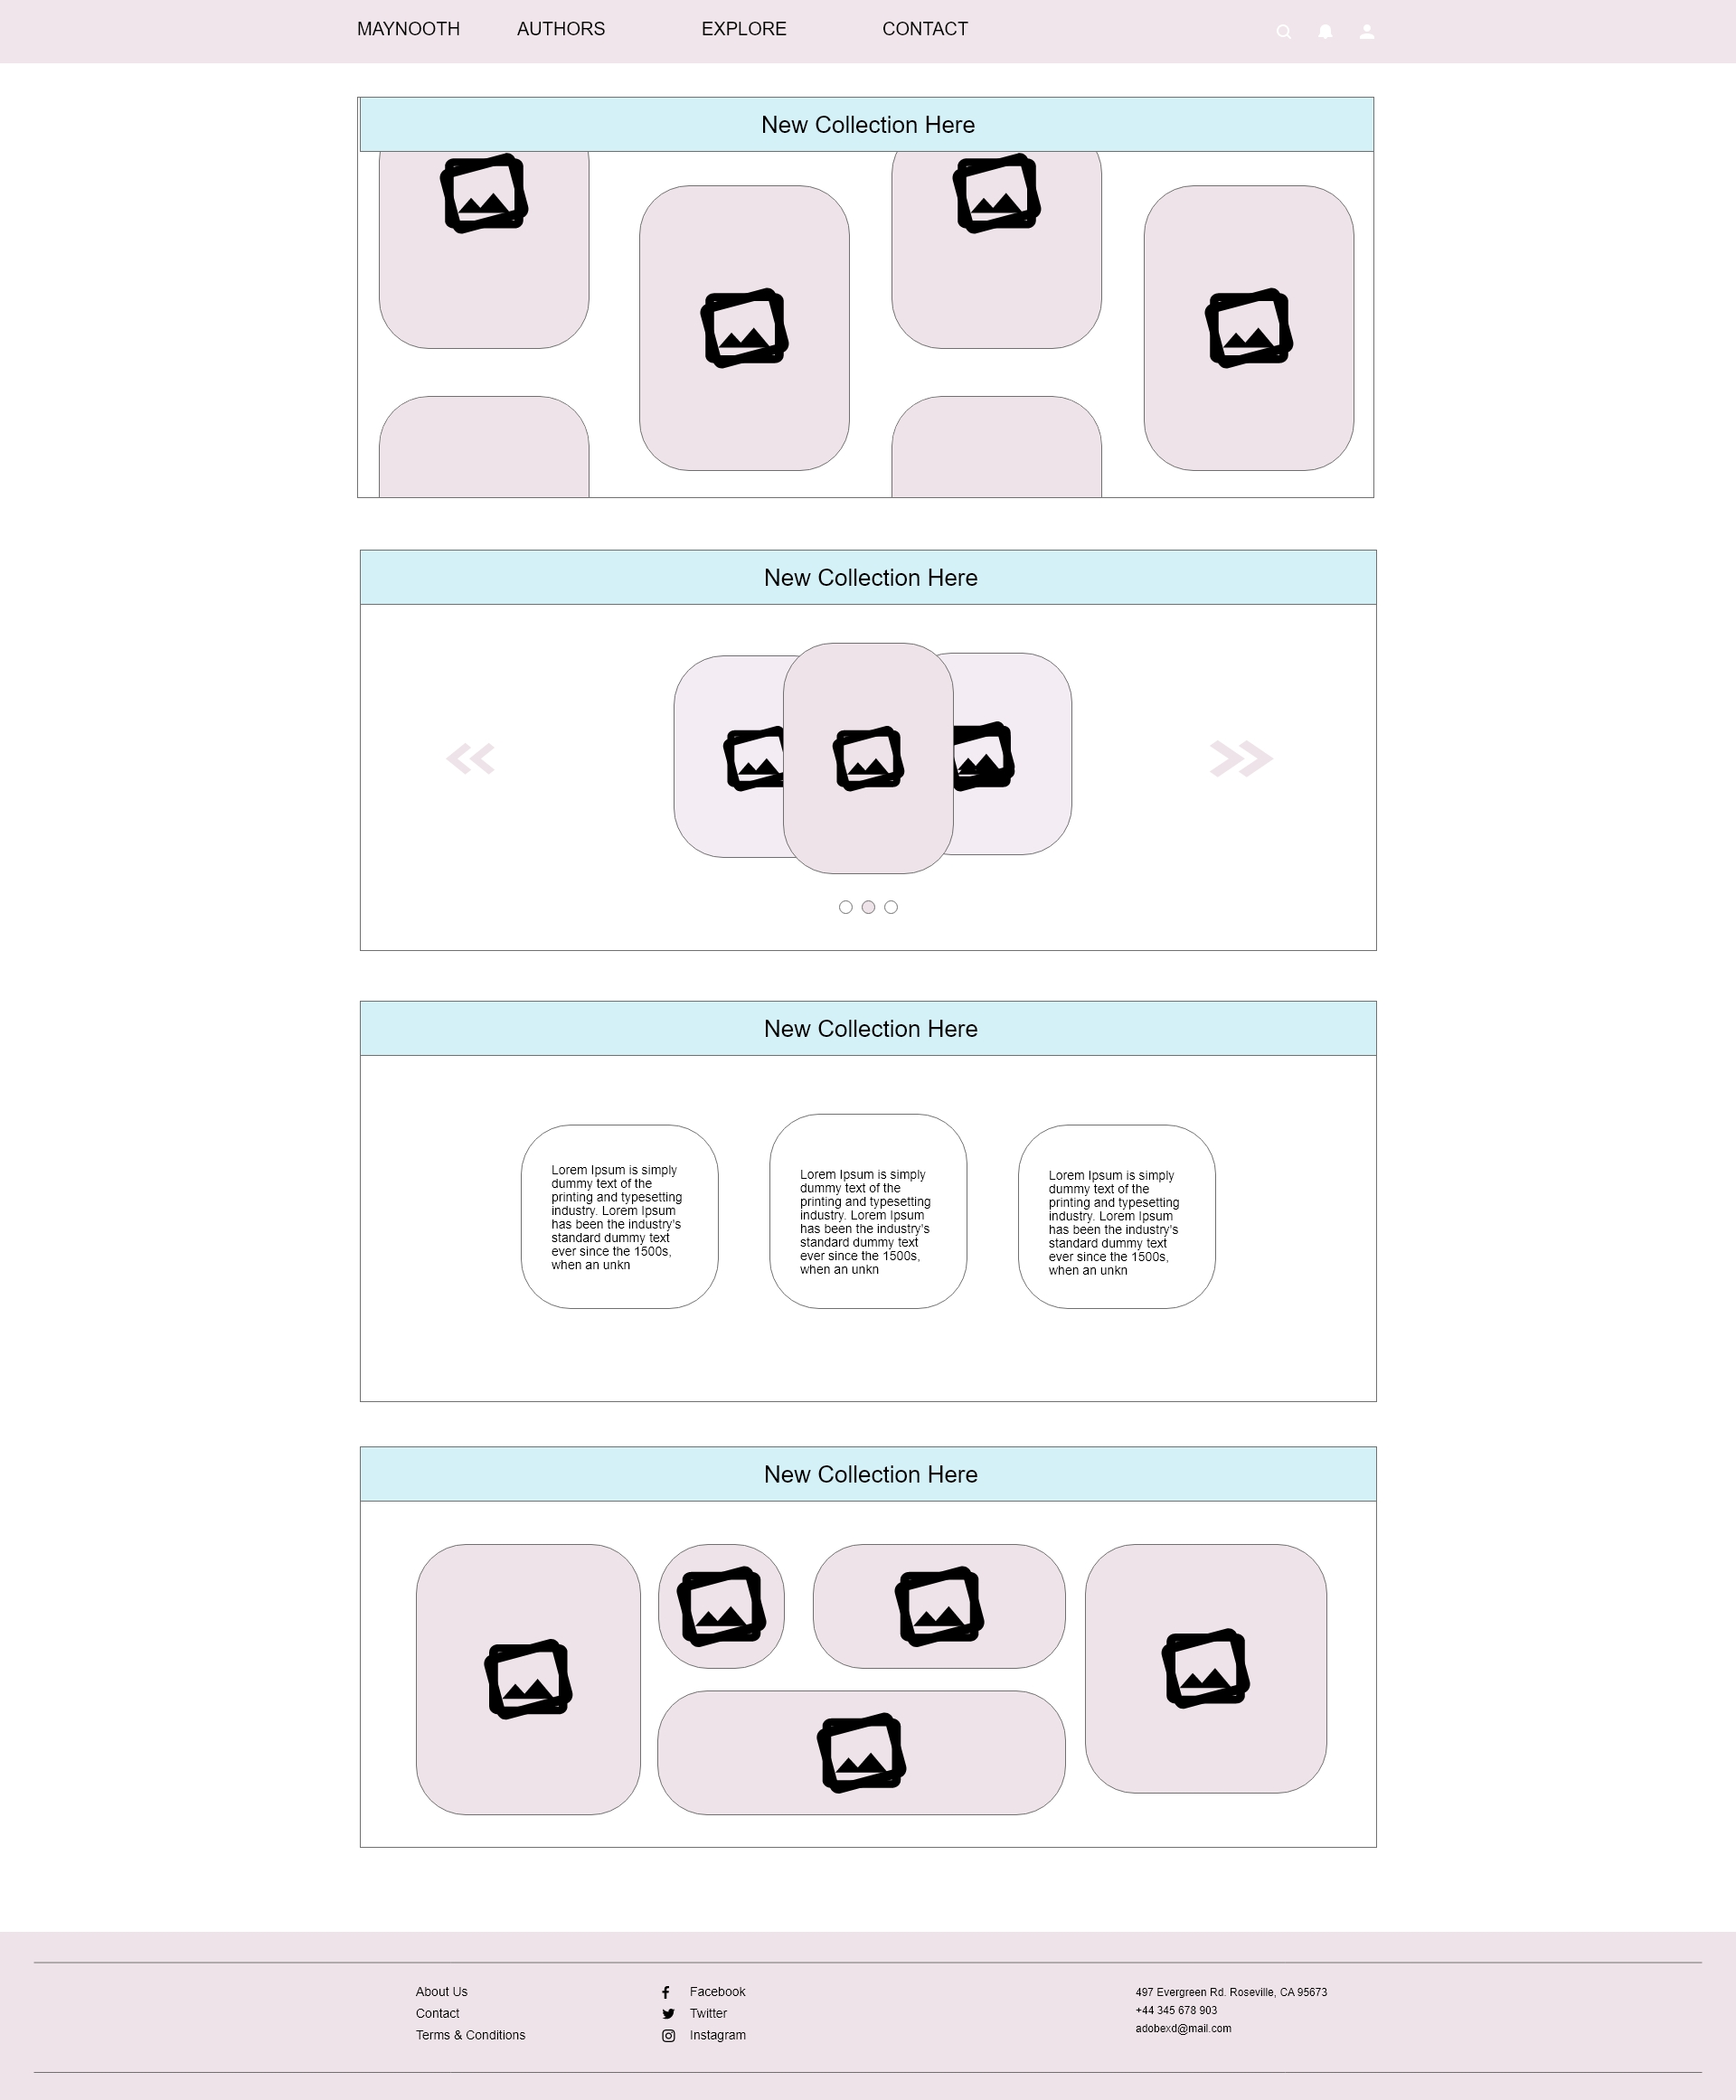 MAYNOOTH AUTHORS EXPLORE CONTACT
New Collection Here
New Collection Here
New Collection Here
Lorem Ipsum is simply
dummy text of the
printing and typesetting
industry. Lorem Ipsum
has been the industry's
standard dummy text
ever since the 1500s,
when an unkn
Lorem Ipsum is simply
dummy text of the
printing and typesetting
industry. Lorem Ipsum
has been the industry's
standard dummy text
ever since the 1500s,
when an unkn
Lorem Ipsum is simply
dummy text of the
printing and typesetting
industry. Lorem Ipsum
has been the industry's
standard dummy text
ever since the 1500s,
when an unkn
New Collection Here
About Us
Contact
Terms & Conditions
Facebook
Twitter
Instagram
497 Evergreen Rd. Roseville, CA 95673
+44 345 678 903
adobexd@mail.com